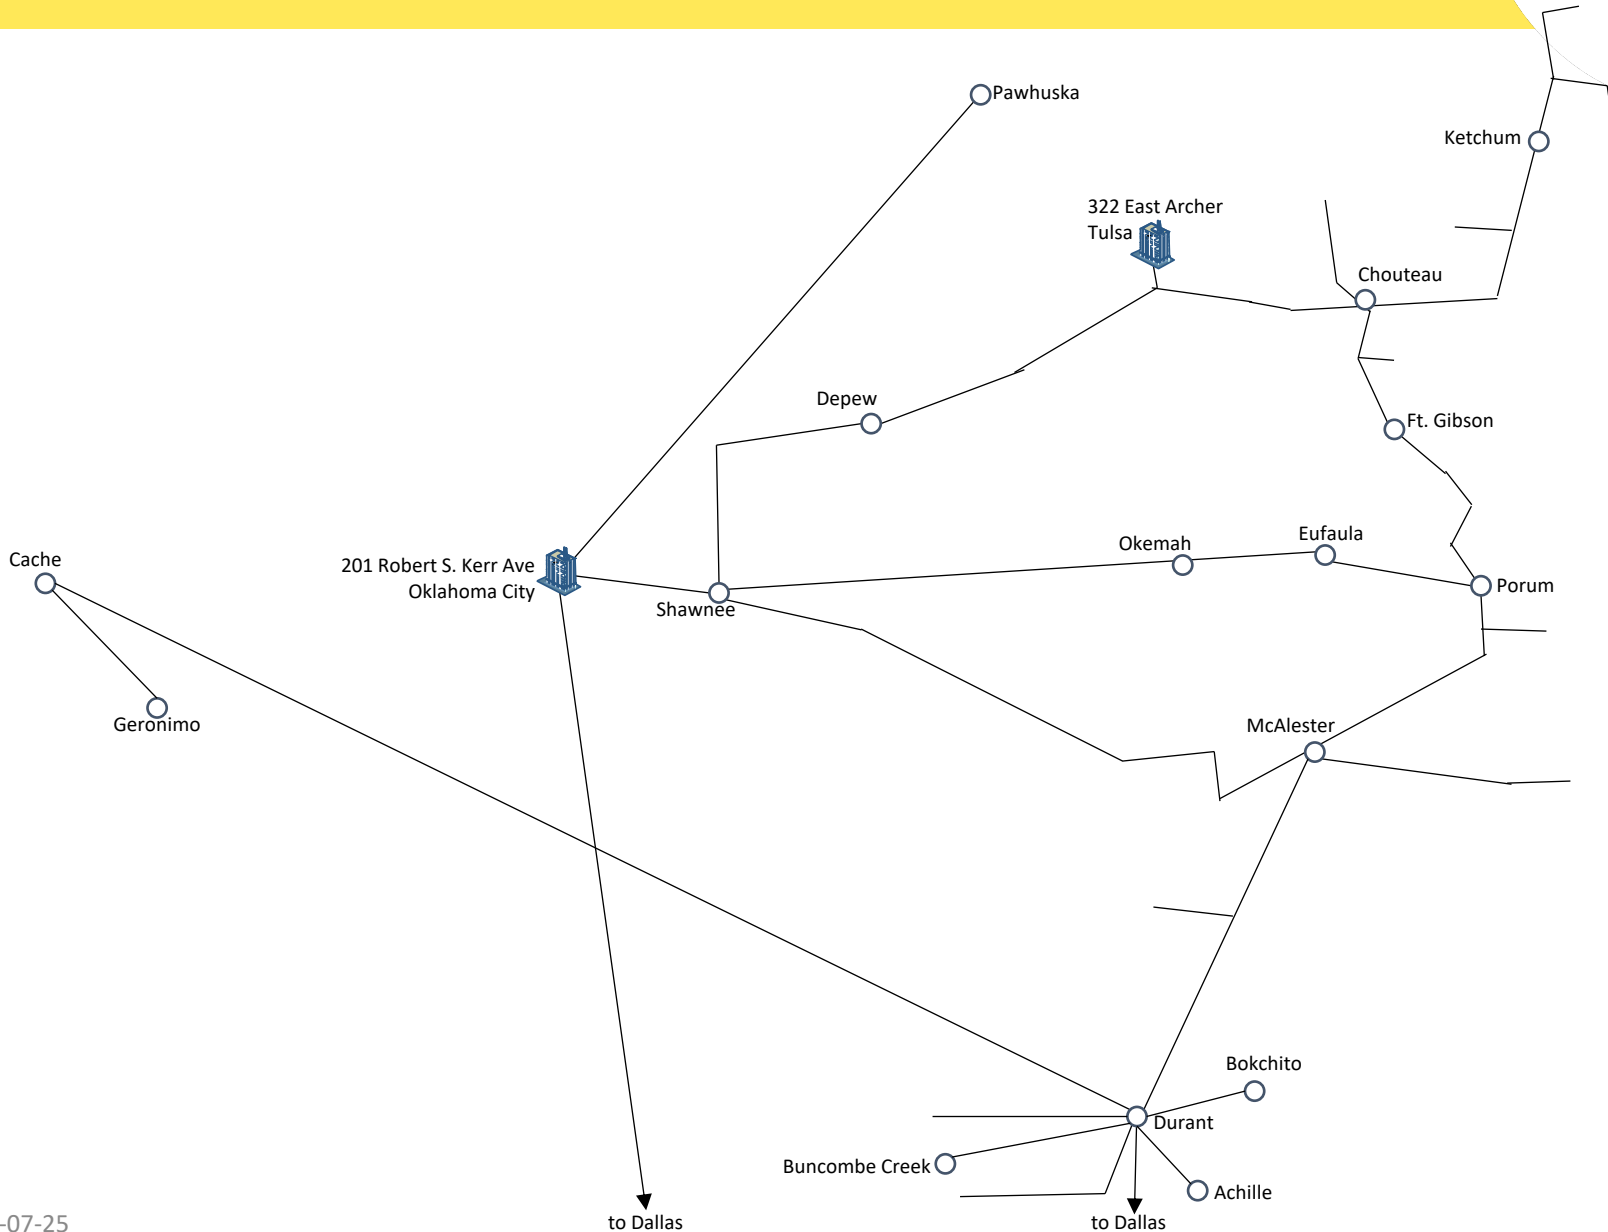 Pawhuska
Ketchum
322 East Archer
Tulsa
Chouteau
Depew
Ft. Gibson
Eufaula
Okemah
Cache
201 Robert S. Kerr Ave
Oklahoma City
Shawnee
Porum
Geronimo
McAlester
Bokchito
Durant
Buncombe Creek
Achille
to Dallas
to Dallas
-07-25